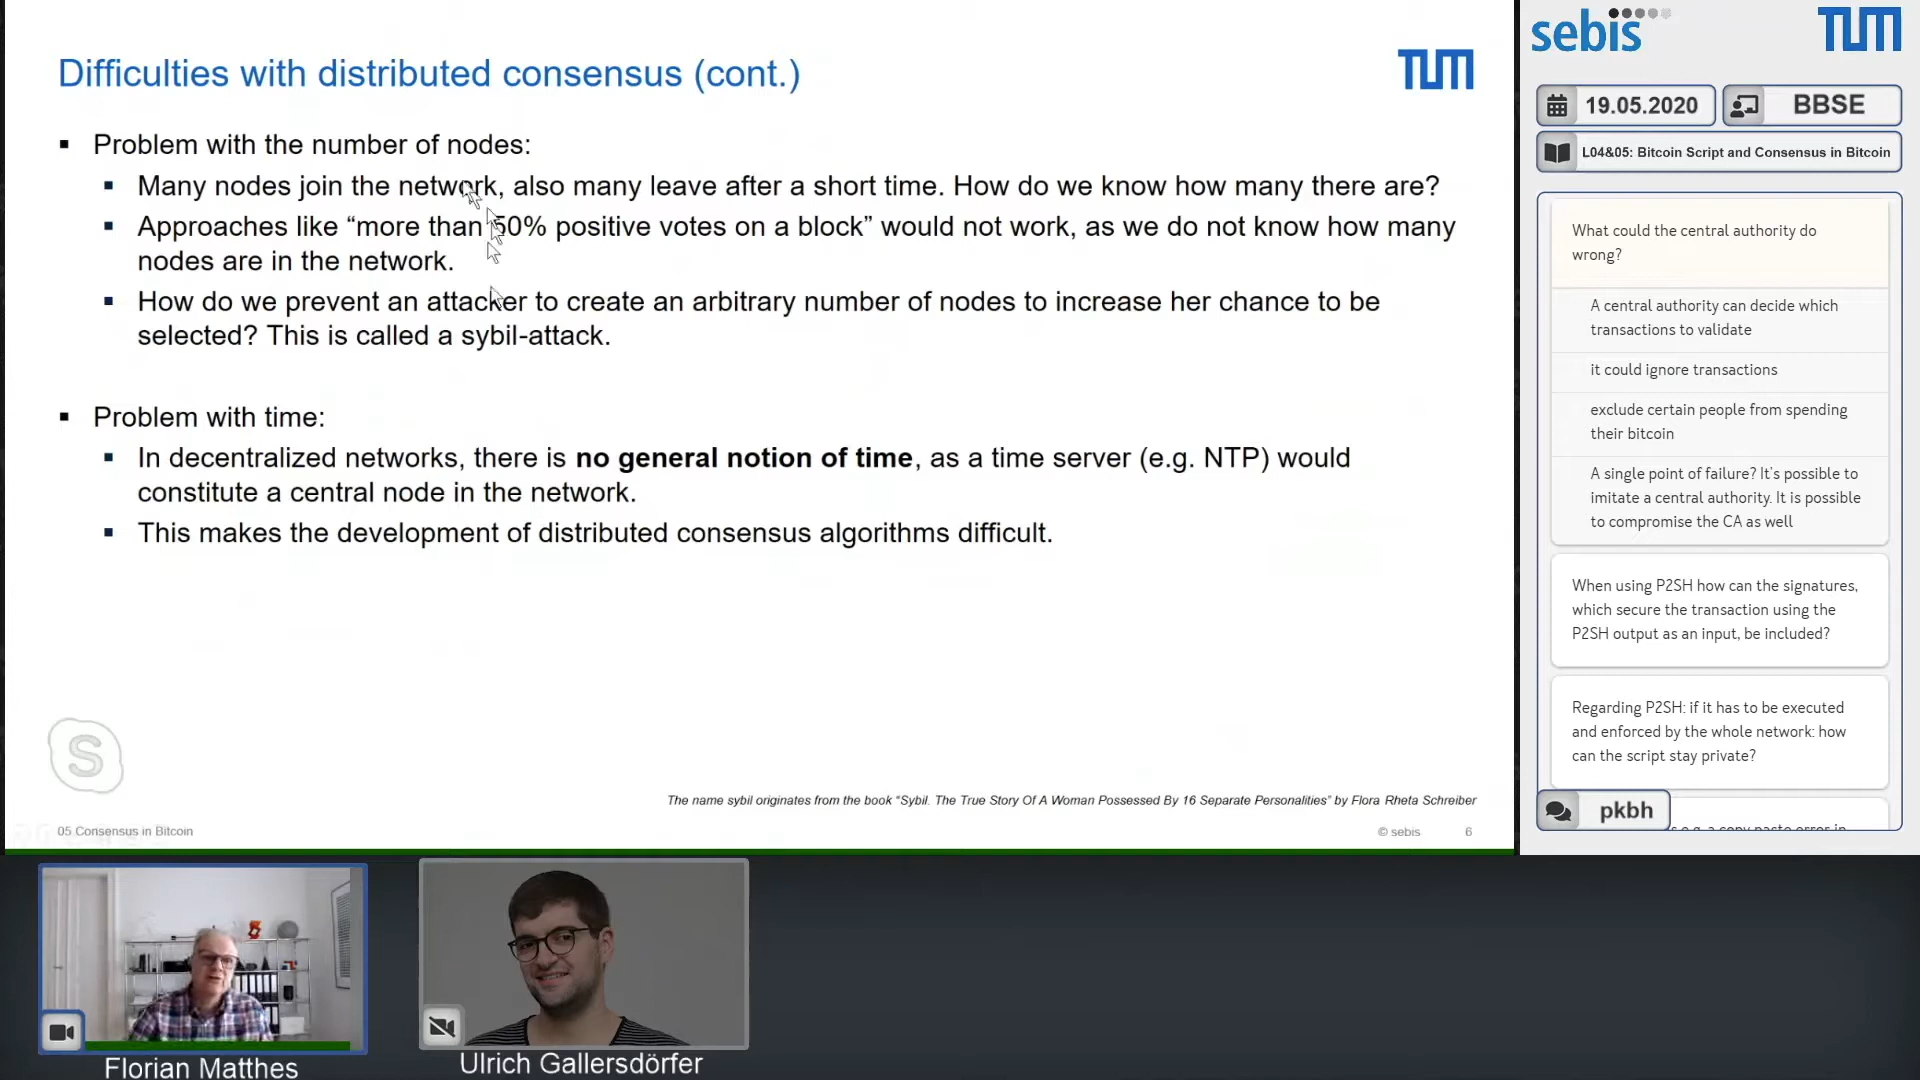 Difficulties with distributed consensus (cont.)
TUM
Problem with the number of nodes:
Many nodes join the network, also many leave after a short time. How do we know how many there are?
Approaches like “more than 50% positive votes on a block” would not work, as we do not know how many
nodes are in the network.
How do we prevent an attacker to create an arbitrary number of nodes to increase her chance to be
selected? This is called a sybil-attack.
Problem with time:
In decentralized networks, there is no general notion of time, as a time server (e.g. NTP) would
constitute a central node in the network.
This makes the development of distributed consensus algorithms difficult.
S
The name sybil originates from the book “Sybil. The True Story Of A Woman Possessed By 16 Separate Personalities” by Flora Rheta Schreiber
05 Consensus in Bitcoin
© sebis 6
sebis
TUM
19.05.2020
BBSE
L04&05: Bitcoin Script and Consensus in Bitcoin
What could the central authority do
wrong?
A central authority can decide which
transactions to validate
it could ignore transactions
exclude certain people from spending
their bitcoin
A single point of failure? It's possible to
imitate a central authority. It is possible
to compromise the CA as well
When using P2SH how can the signatures,
which secure the transaction using the
P2SH output as an input, be included?
Regarding P2SH: if it has to be executed
and enforced by the whole network: how
can the script stay private?
pkbh
e.g. a copy paste error in
Florian Matthes
Ulrich Gallersdörfer